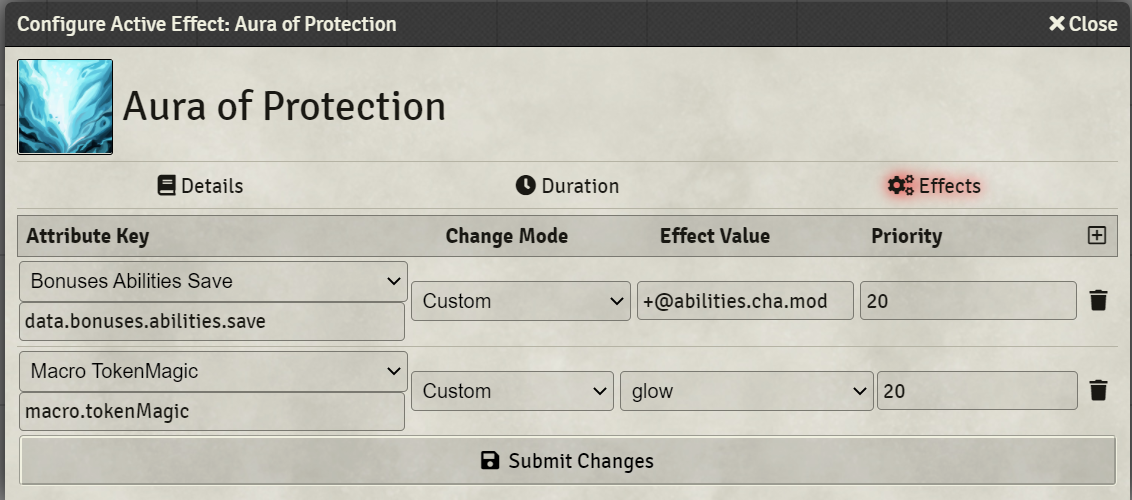 Configure Active Effect: Aura of Protection Close
Aura of Protection
Details Duration Effects
Attribute Key Change Mode Effect Value Priority
Bonuses Abilities Save
Custom +@abilities.cha.mod 20
data.bonuses.abilities.save
Macro TokenMagic
Custom glow 20
macro.tokenMagic
Submit Changes